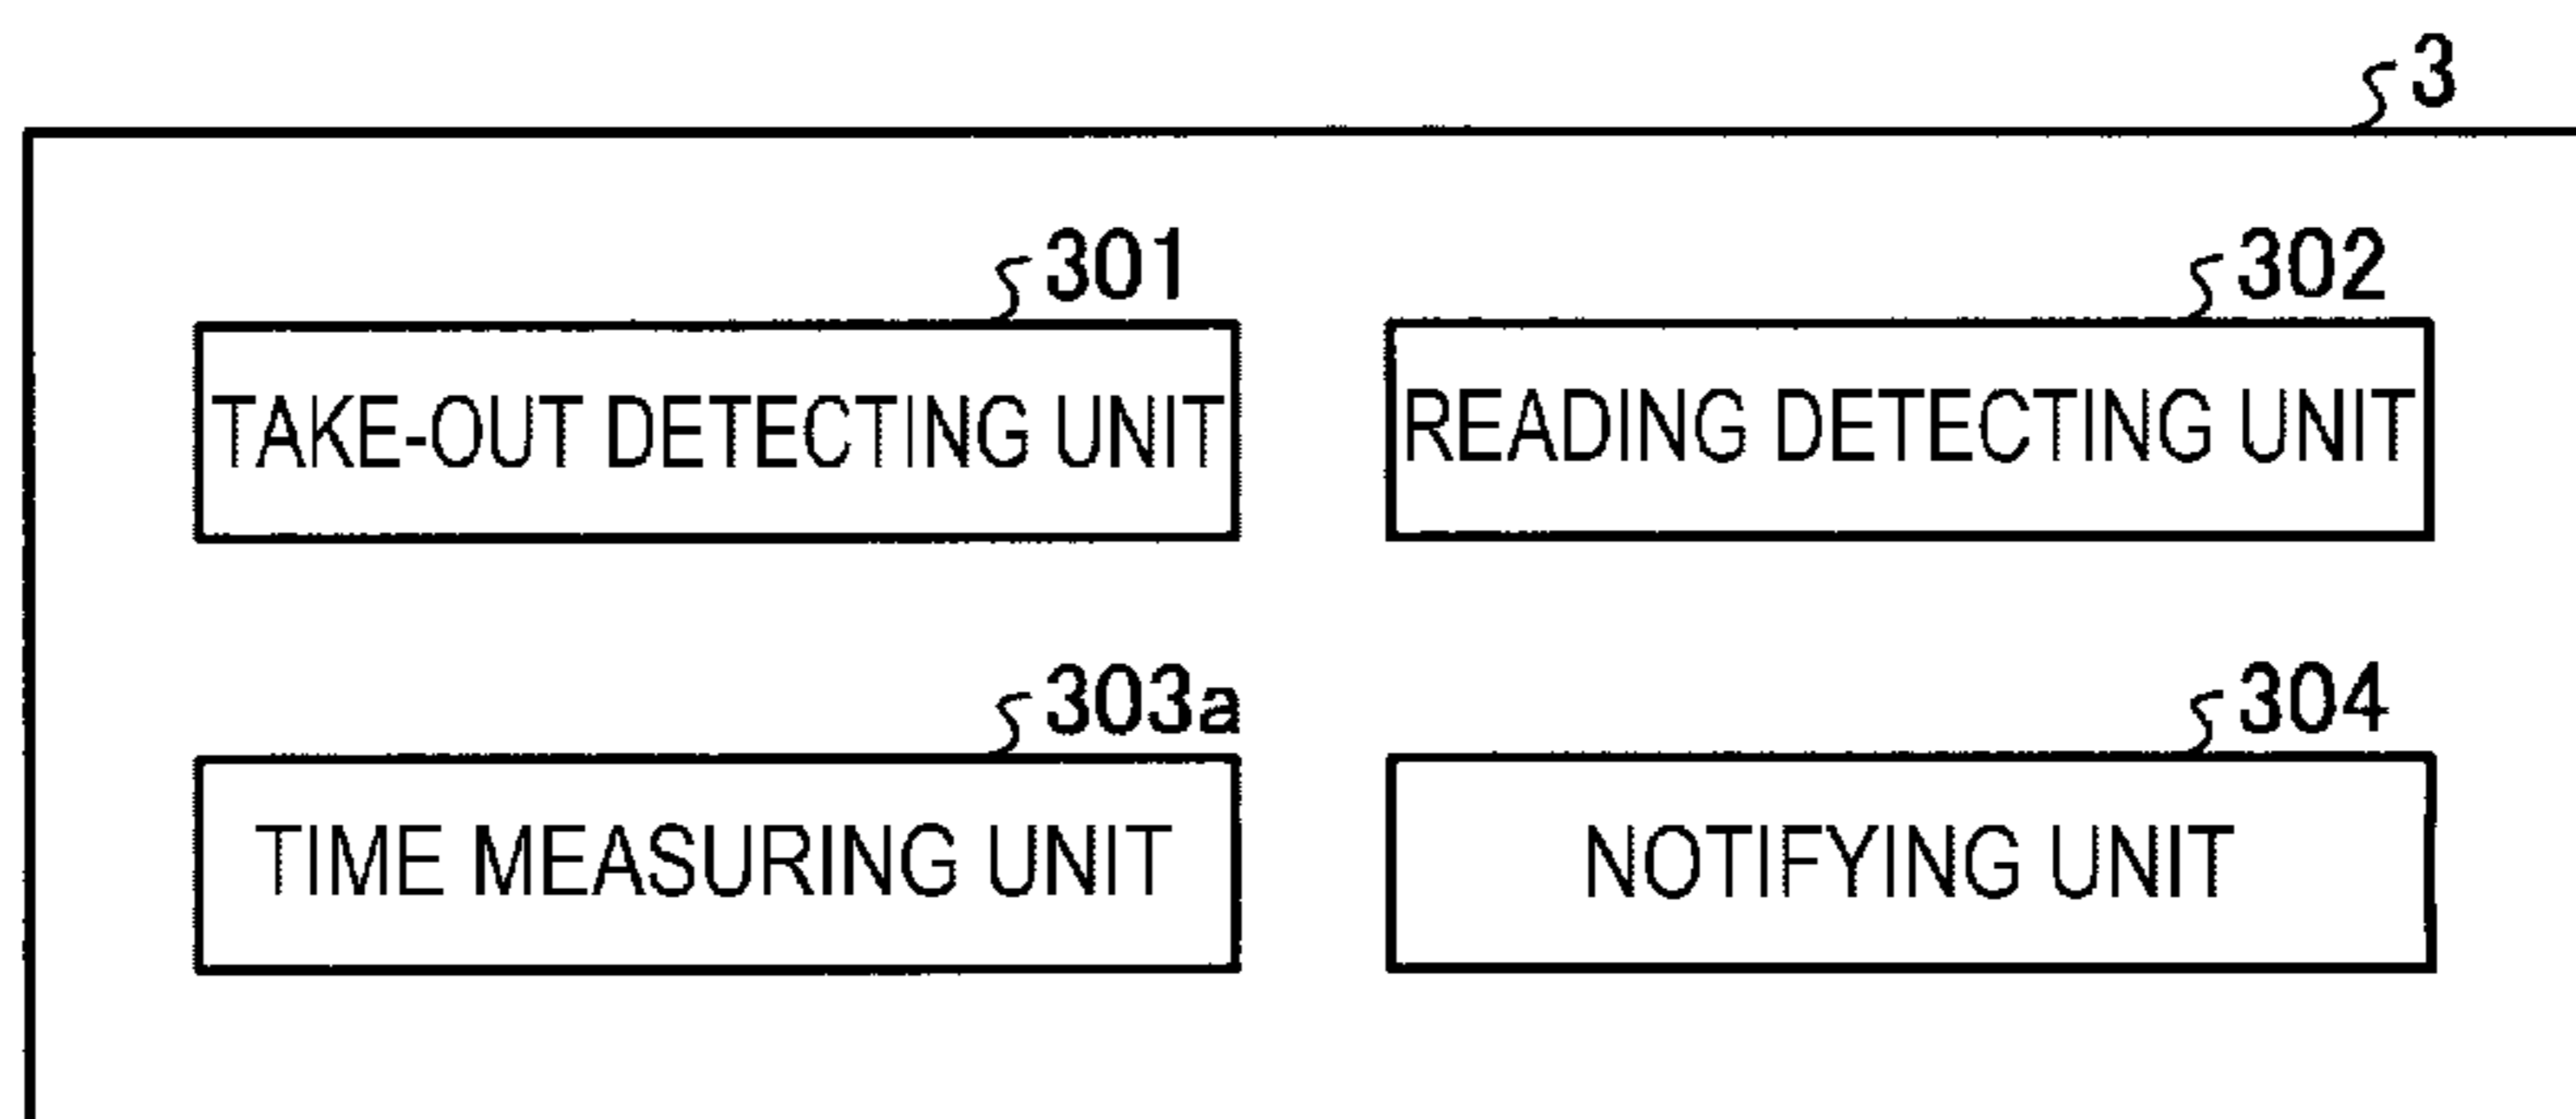 3
301
302
TAKE-OUT DETECTING UNIT
READING DETECTING UNIT
303a
304
TIME MEASURING UNIT
NOTIFYING UNIT